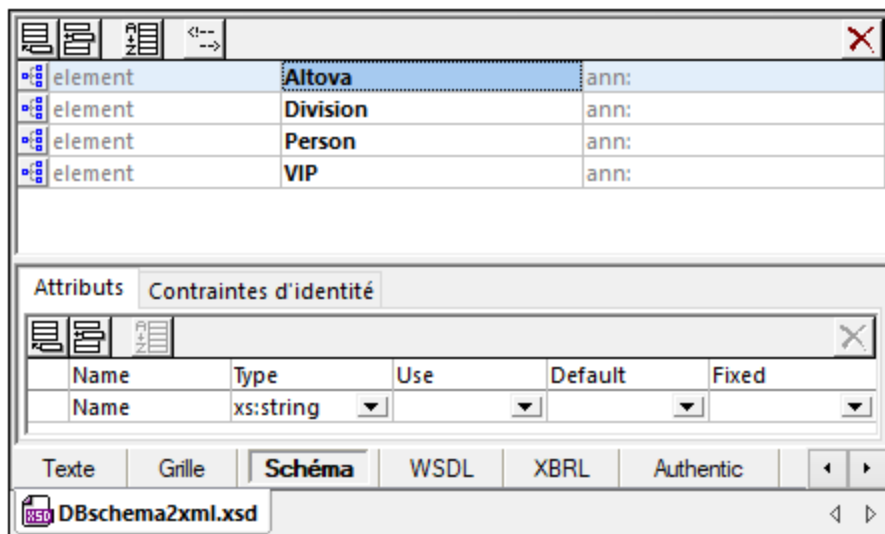 element Altova ann:
element Division ann:
element Person ann:
element VIP ann:
Attributs Contraintes d'identité
Name Type Use Default Fixed
Name xs:string
Texte Grille Schéma WSDL XBRL Authentic
DBschema2xml.xsd